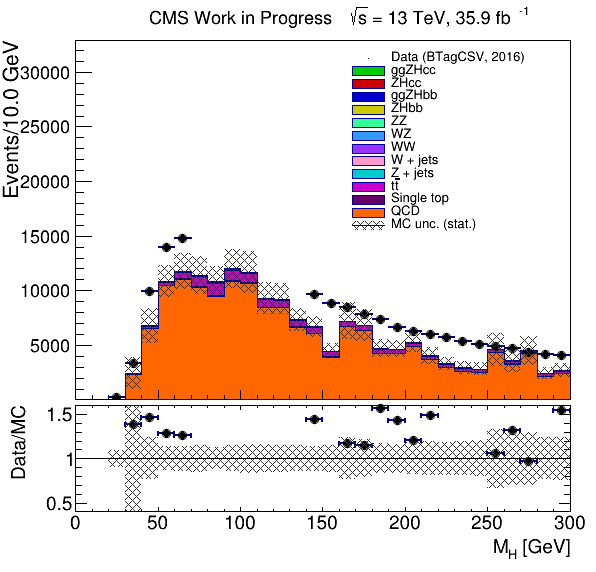 CMS Work in Progress √s = 13 TeV, 35.9 fb⁻¹
Events/10.0 GeV
30000
25000
20000
15000
10000
5000
Data (BTagCSV, 2016)
ggZHcc
ZHcc
ggZHbb
ZHbb
ZZ
WZ
WW
W + jets
Z + jets
tt̅
Single top
QCD
MC unc. (stat.)
Data/MC
1.5
1
0.5
0 50 100 150 200 250 300
M_H [GeV]